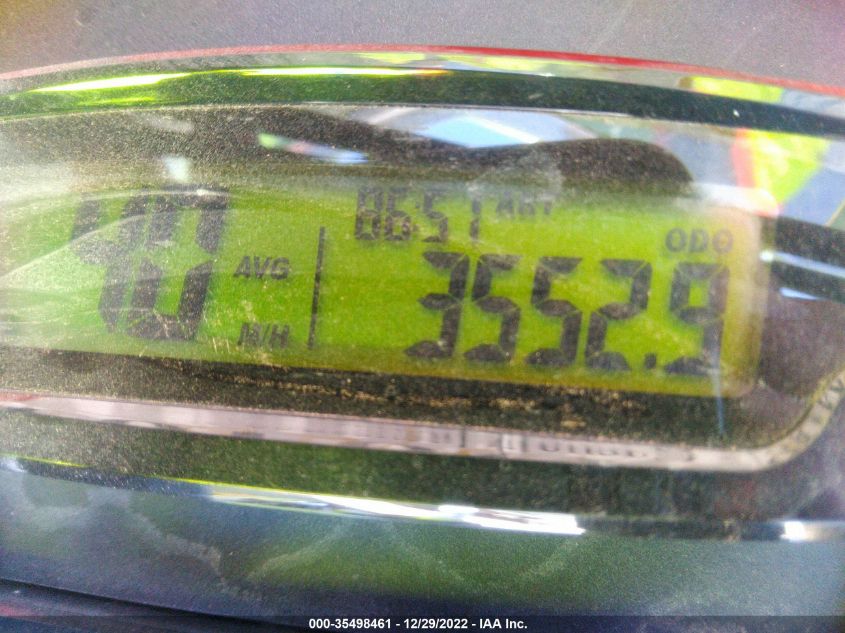 ODO
40 AVG 3552.9
M/H
000-35498461 - 12/29/2022 - IAA Inc.